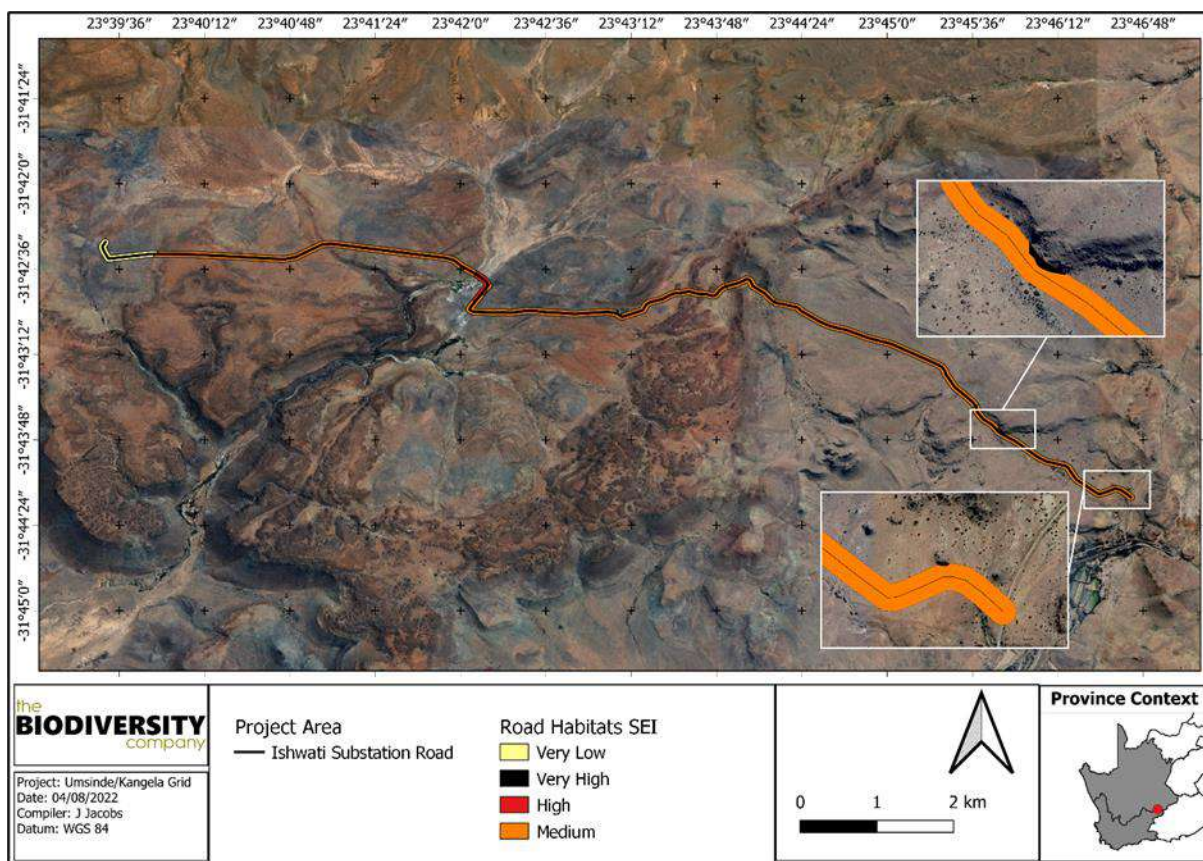 23°39′36″ 23°40′12″ 23°40′48″ 23°41′24″ 23°42′0″ 23°42′36″ 23°43′12″ 23°43′48″ 23°44′24″ 23°45′0″ 23°45′36″ 23°46′12″ 23°46′48″
-31°41′24″
-31°42′0″
-31°42′36″
-31°43′12″
-31°43′48″
-31°44′24″
-31°45′0″
the
BIODIVERSITY
company
Project: Umsinde/Kangela Grid
Date: 04/08/2022
Compiler: J Jacobs
Datum: WGS 84
Project Area
Ishwati Substation Road
Road Habitats SEI
Very Low
Very High
High
Medium
0 1 2 km
Province Context